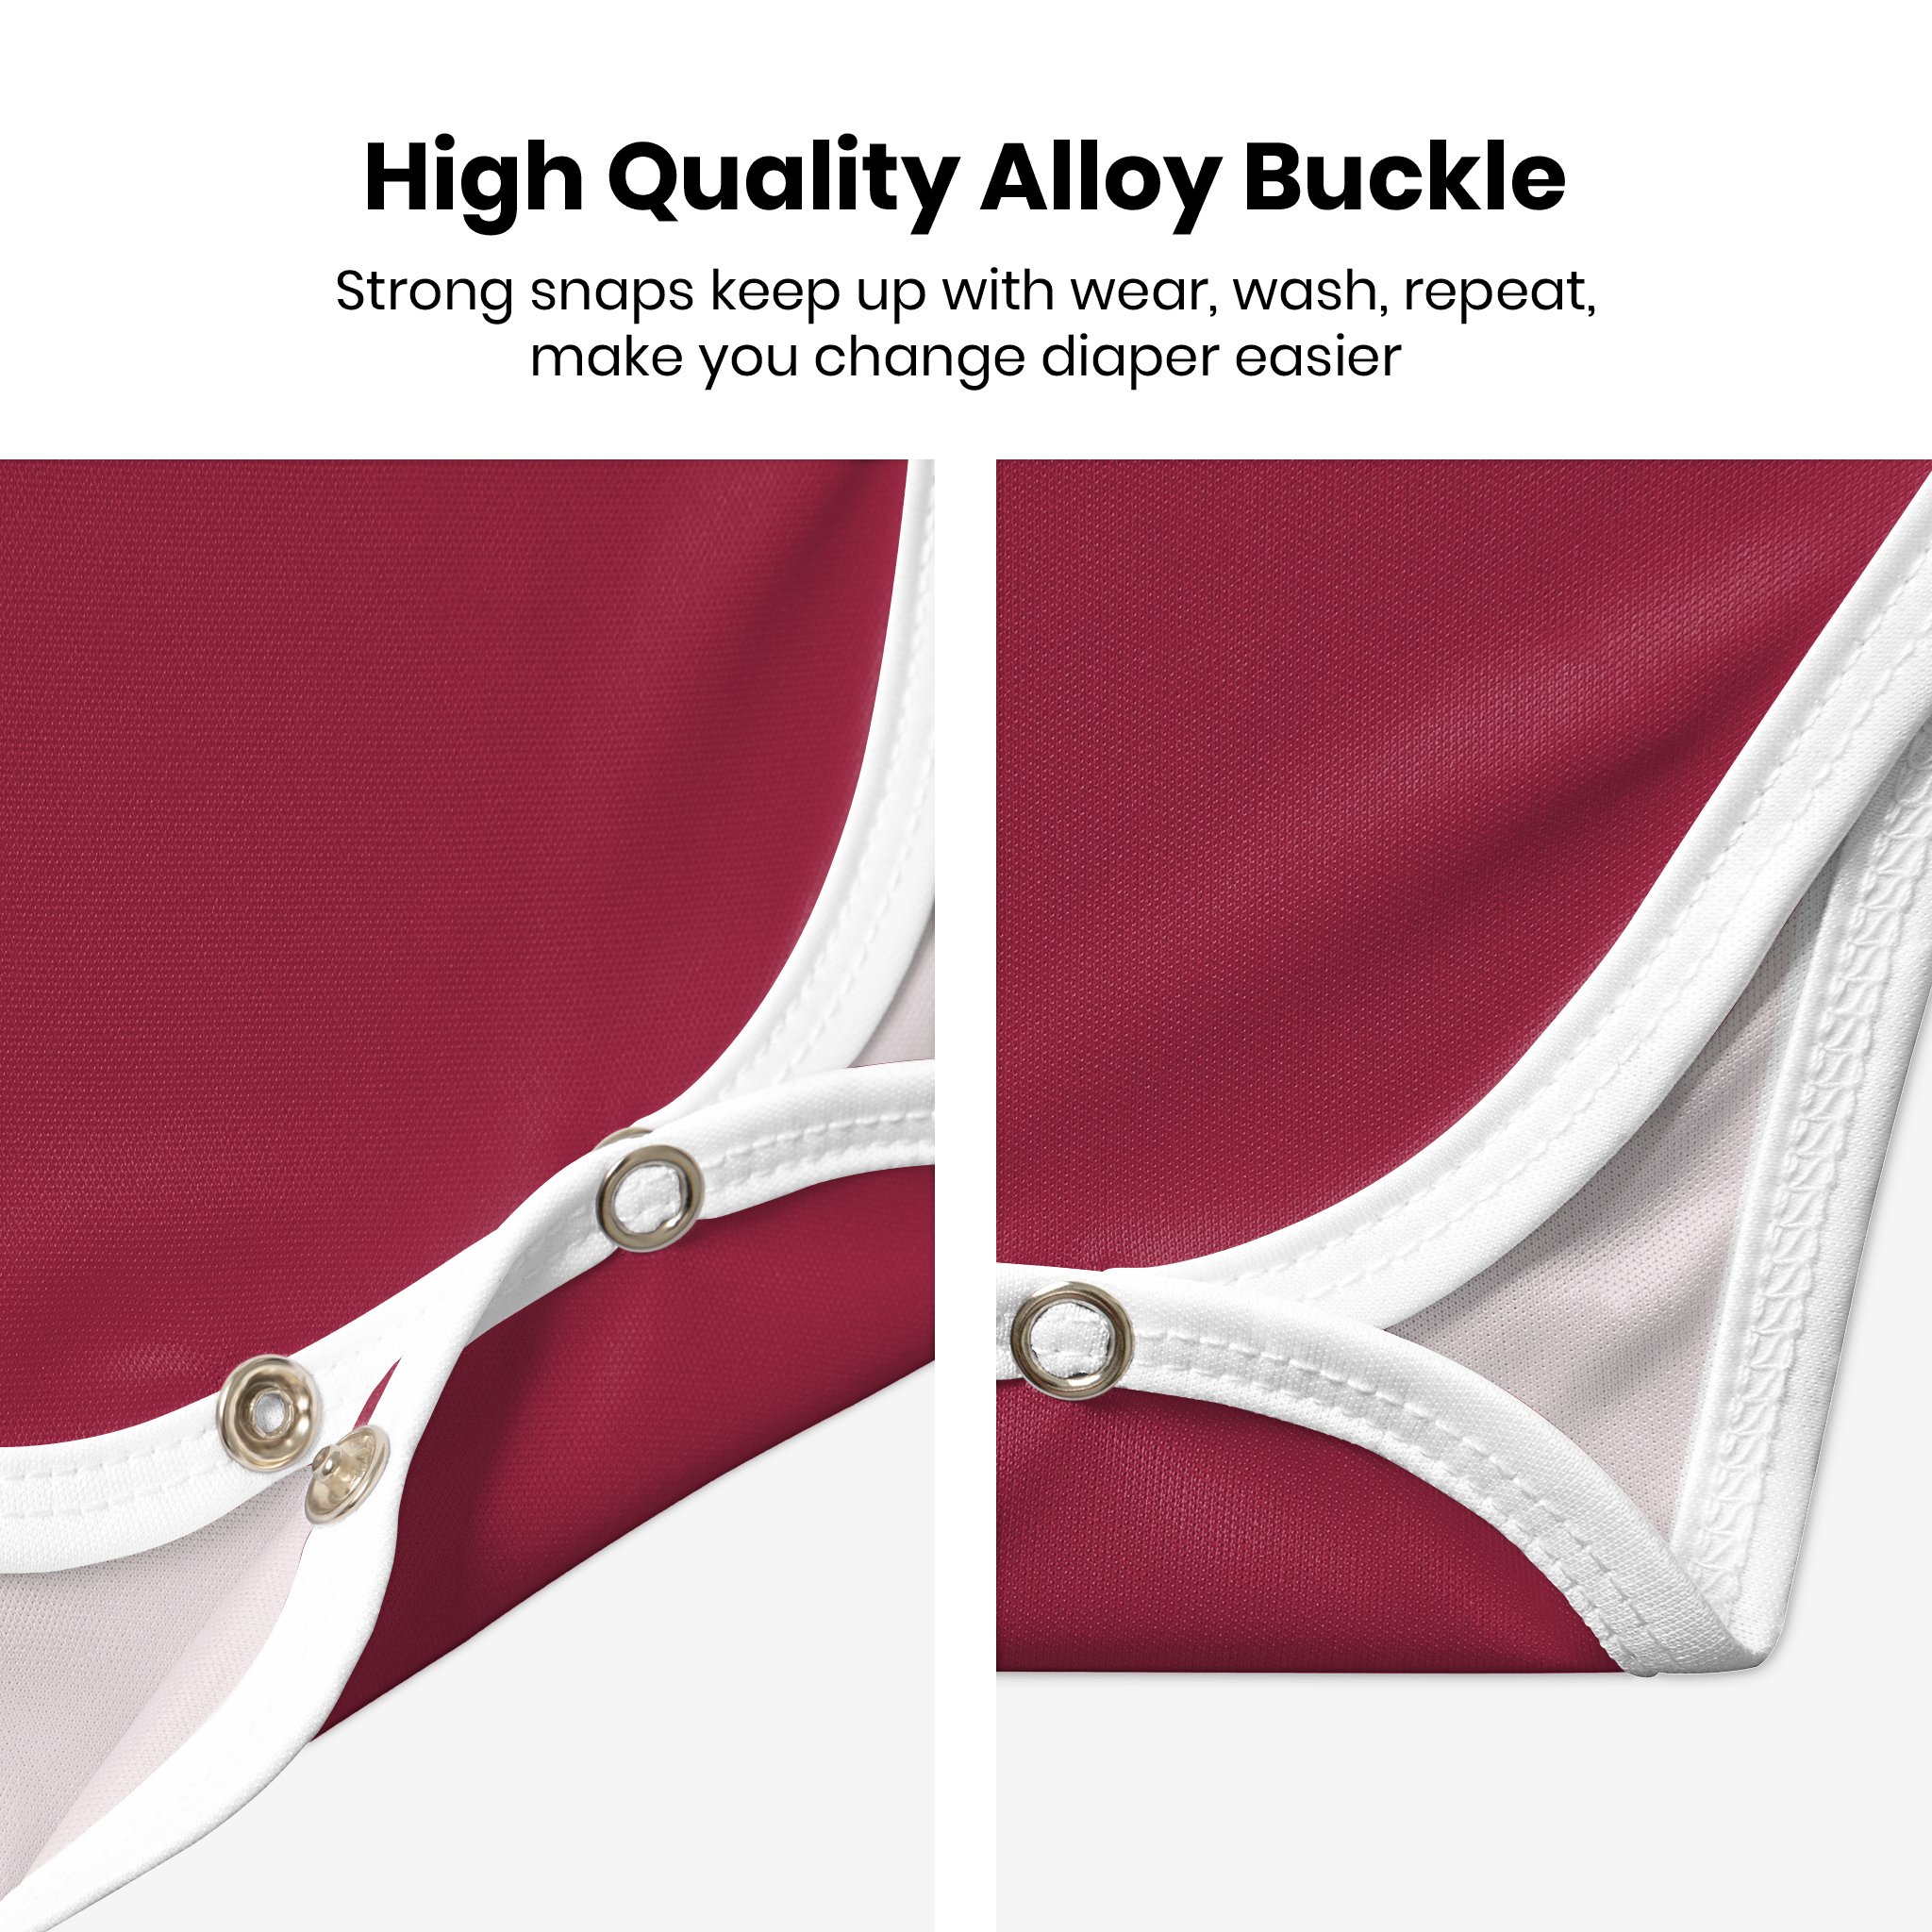 High Quality Alloy Buckle
Strong snaps keep up with wear, wash, repeat,
make you change diaper easier